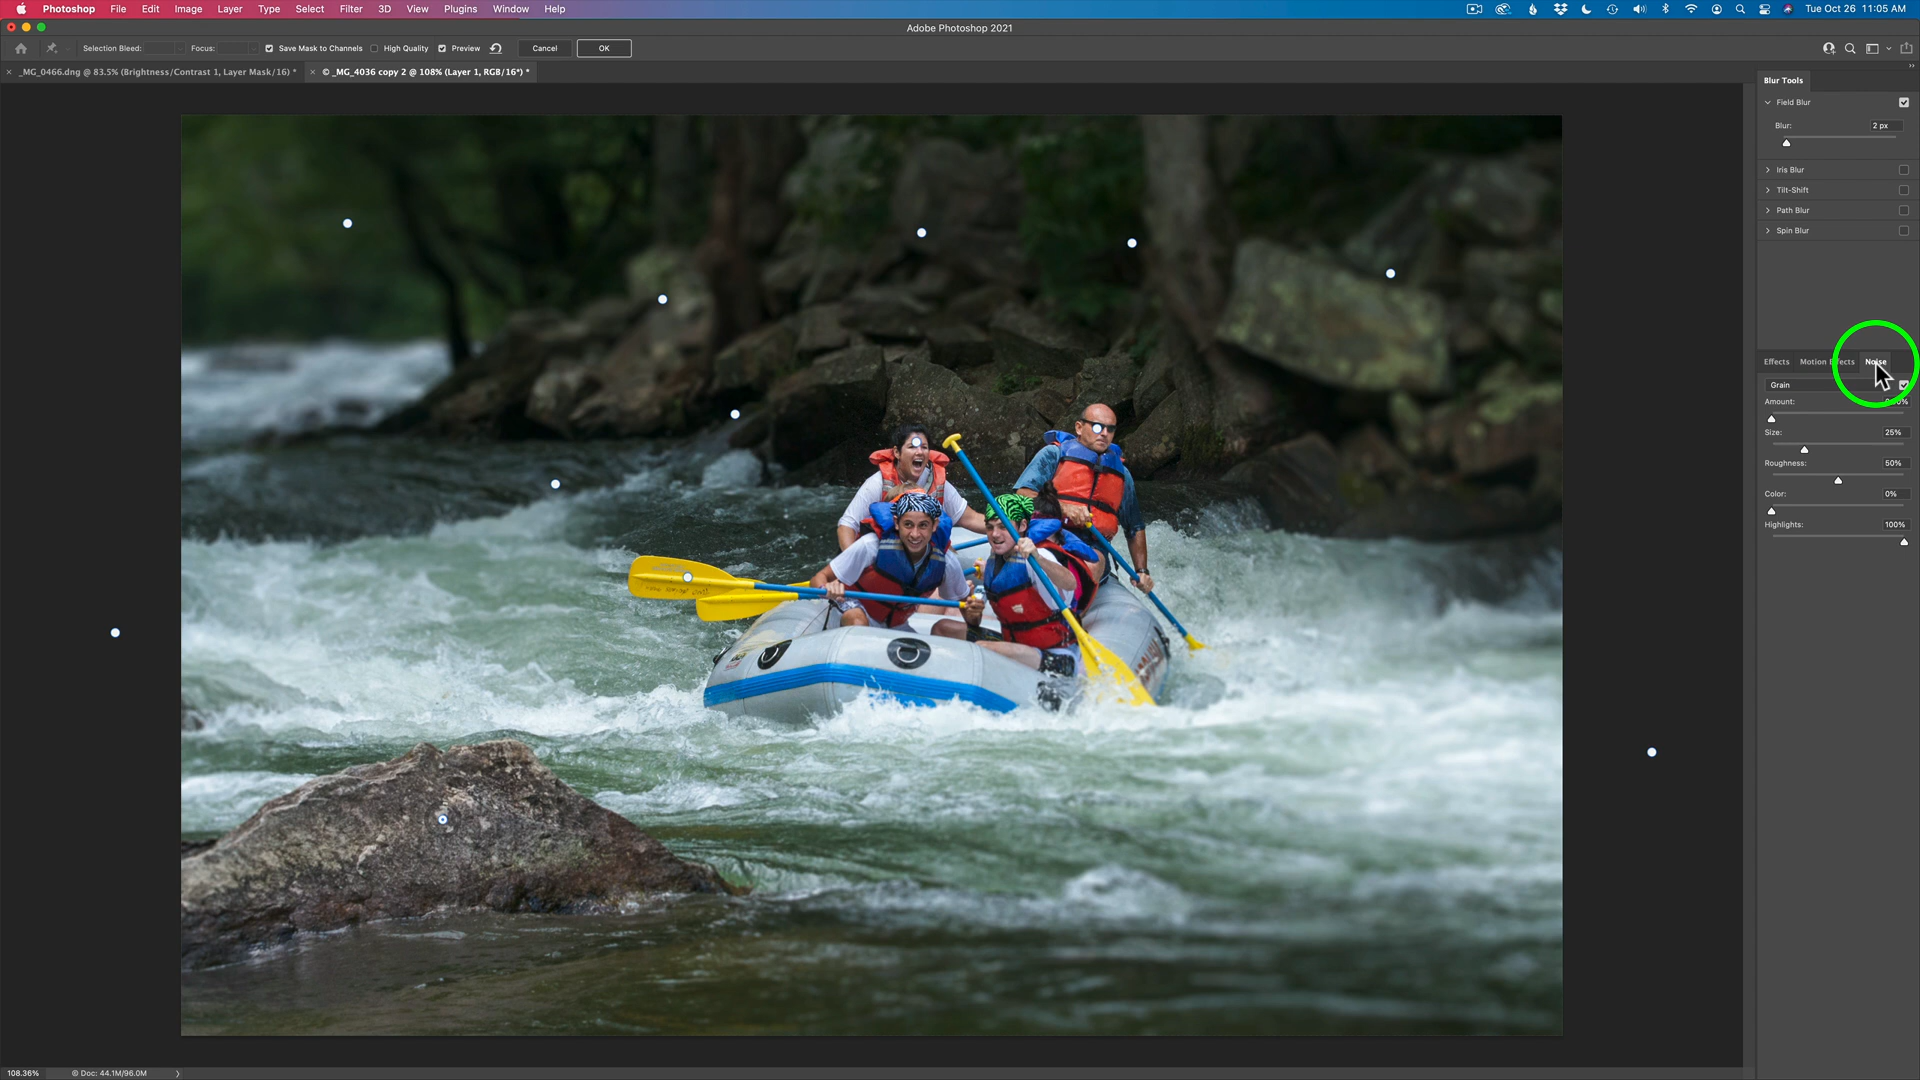 Photoshop File Edit Image Layer Type Select Filter 3D View Plugins Window Help Tue Oct 26 11:05 AM
Adobe Photoshop 2021
Selection Bleed: Focus: Save Mask to Channels High Quality Preview Cancel OK
_MG_0466.dng @ 83.5% (Brightness/Contrast 1, Layer Mask/16) * © _MG_4036 copy 2 @ 108% (Layer 1, RGB/16*) *
Blur Tools
Field Blur
Blur: 2 px
Iris Blur
Tilt-Shift
Path Blur
Spin Blur
Effects Motion Effects Noise
Grain
Amount:
Size: 25%
Roughness: 50%
Color: 0%
Highlights: 100%
108.36% Doc: 44.1M/96.0M